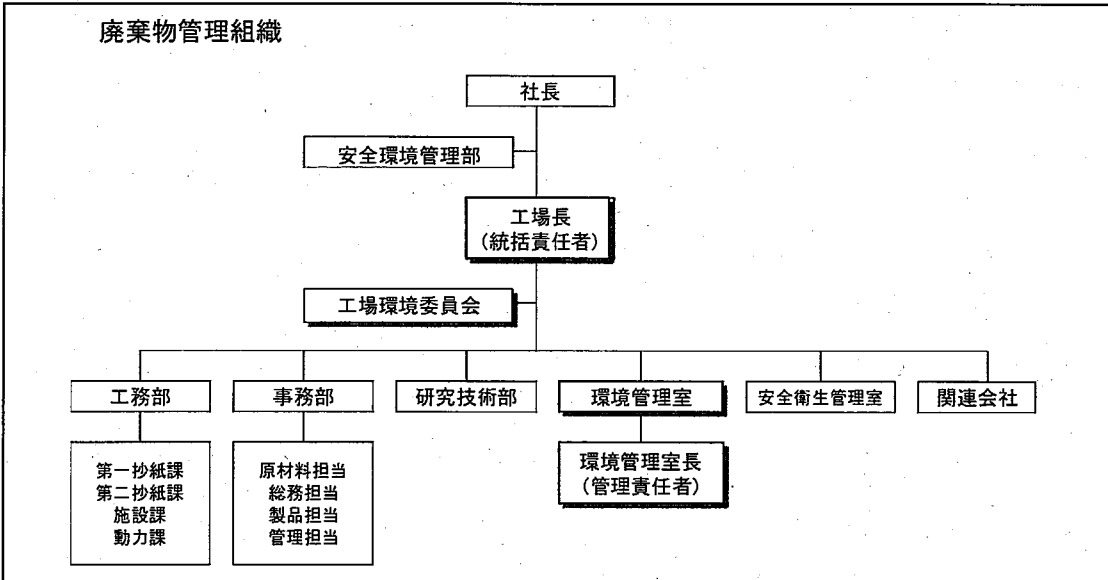 廃棄物管理組織
社長
安全環境管理部
工場長
(統括責任者)
工場環境委員会
工務部
事務部
研究技術部
環境管理室
安全衛生管理室
関連会社
第一抄紙課
第二抄紙課
施設課
動力課
原材料担当
総務担当
製品担当
管理担当
環境管理室長
(管理責任者)